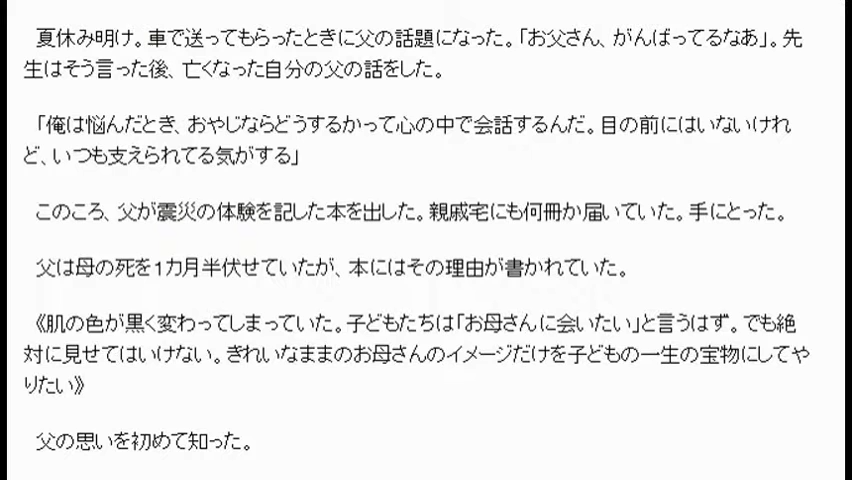 夏休み明け。車で送ってもらったときに父の話題になった。「お父さん、がんばってるなあ」。先
生はそう言った後、亡くなった自分の父の話をした。
「俺は悩んだとき、おやじならどうするかって心の中で会話するんだ。目の前にはいないけれ
ど、いつも支えられてる気がする」
このころ、父が震災の体験を記した本を出した。親戚宅にも何冊か届いていた。手にとった。
父は母の死を1カ月半伏せていたが、本にはその理由が書かれていた。
《肌の色が黒く変わってしまっていた。子どもたちは「お母さんに会いたい」と言うはず。でも絶
対に見せてはいけない。きれいなままのお母さんのイメージだけを子どもの一生の宝物にしてや
りたい》
父の思いを初めて知った。